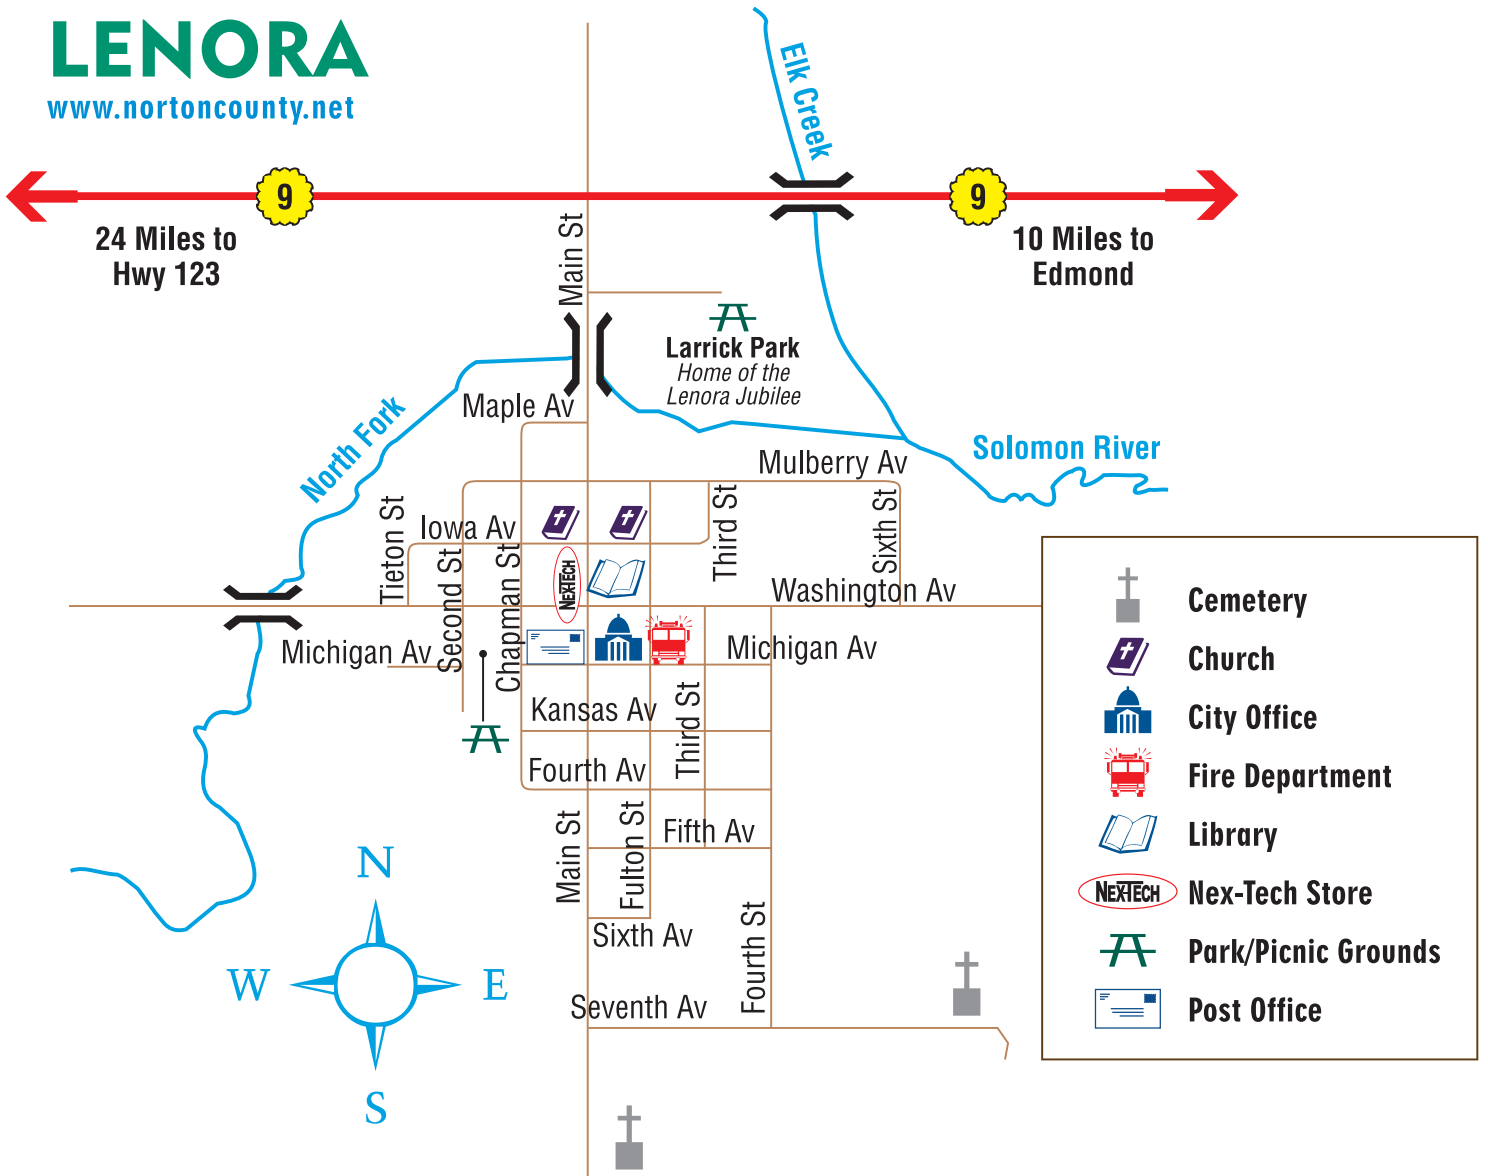 LENORA
www.nortoncounty.net
Elk Creek
9
9
24 Miles to
Hwy 123
10 Miles to
Edmond
Main St
Larrick Park
Home of the
Lenora Jubilee
Maple Av
North Fork
Solomon River
Mulberry Av
Tieton St
Iowa Av
Third St
Sixth St
Second St
Chapman St
NEX-TECH
Washington Av
Michigan Av
Michigan Av
Kansas Av
Third St
Fourth Av
Main St
Fulton St
Fifth Av
Sixth Av
Fourth St
Seventh Av
N
W
E
S
Cemetery
Church
City Office
Fire Department
Library
NEX-TECH
Nex-Tech Store
Park/Picnic Grounds
Post Office